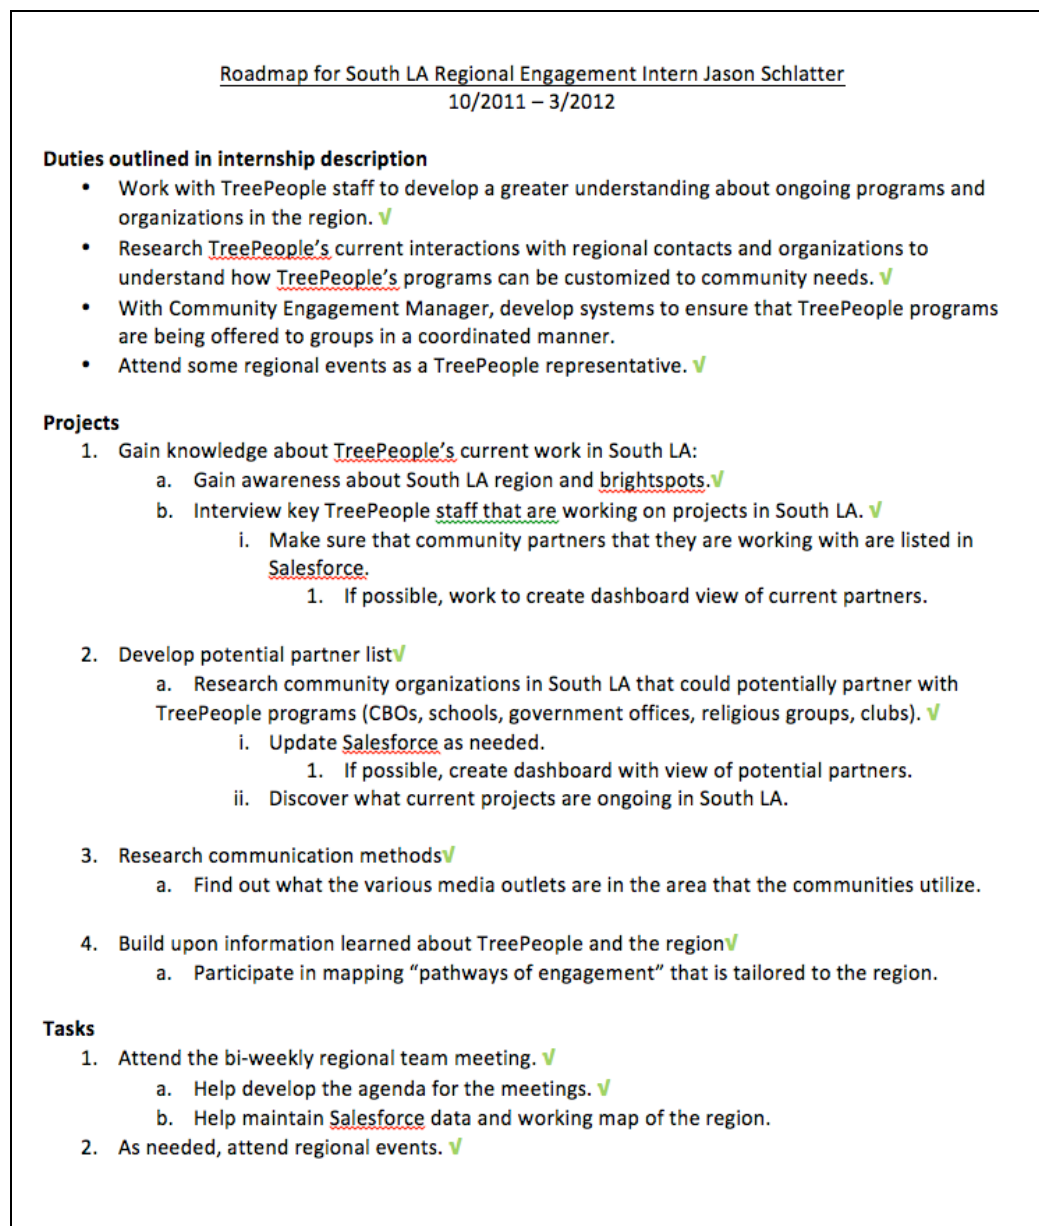 Roadmap for South LA Regional Engagement Intern Jason Schlatter
10/2011 – 3/2012
Duties outlined in internship description
• Work with TreePeople staff to develop a greater understanding about ongoing programs and
organizations in the region. √
• Research TreePeople’s current interactions with regional contacts and organizations to
understand how TreePeople’s programs can be customized to community needs. √
• With Community Engagement Manager, develop systems to ensure that TreePeople programs
are being offered to groups in a coordinated manner.
• Attend some regional events as a TreePeople representative. √
Projects
1. Gain knowledge about TreePeople’s current work in South LA:
a. Gain awareness about South LA region and brightspots.√
b. Interview key TreePeople staff that are working on projects in South LA. √
i. Make sure that community partners that they are working with are listed in
Salesforce.
1. If possible, work to create dashboard view of current partners.
2. Develop potential partner list√
a. Research community organizations in South LA that could potentially partner with
TreePeople programs (CBOs, schools, government offices, religious groups, clubs). √
i. Update Salesforce as needed.
1. If possible, create dashboard with view of potential partners.
ii. Discover what current projects are ongoing in South LA.
3. Research communication methods√
a. Find out what the various media outlets are in the area that the communities utilize.
4. Build upon information learned about TreePeople and the region√
a. Participate in mapping “pathways of engagement” that is tailored to the region.
Tasks
1. Attend the bi-weekly regional team meeting. √
a. Help develop the agenda for the meetings. √
b. Help maintain Salesforce data and working map of the region.
2. As needed, attend regional events. √